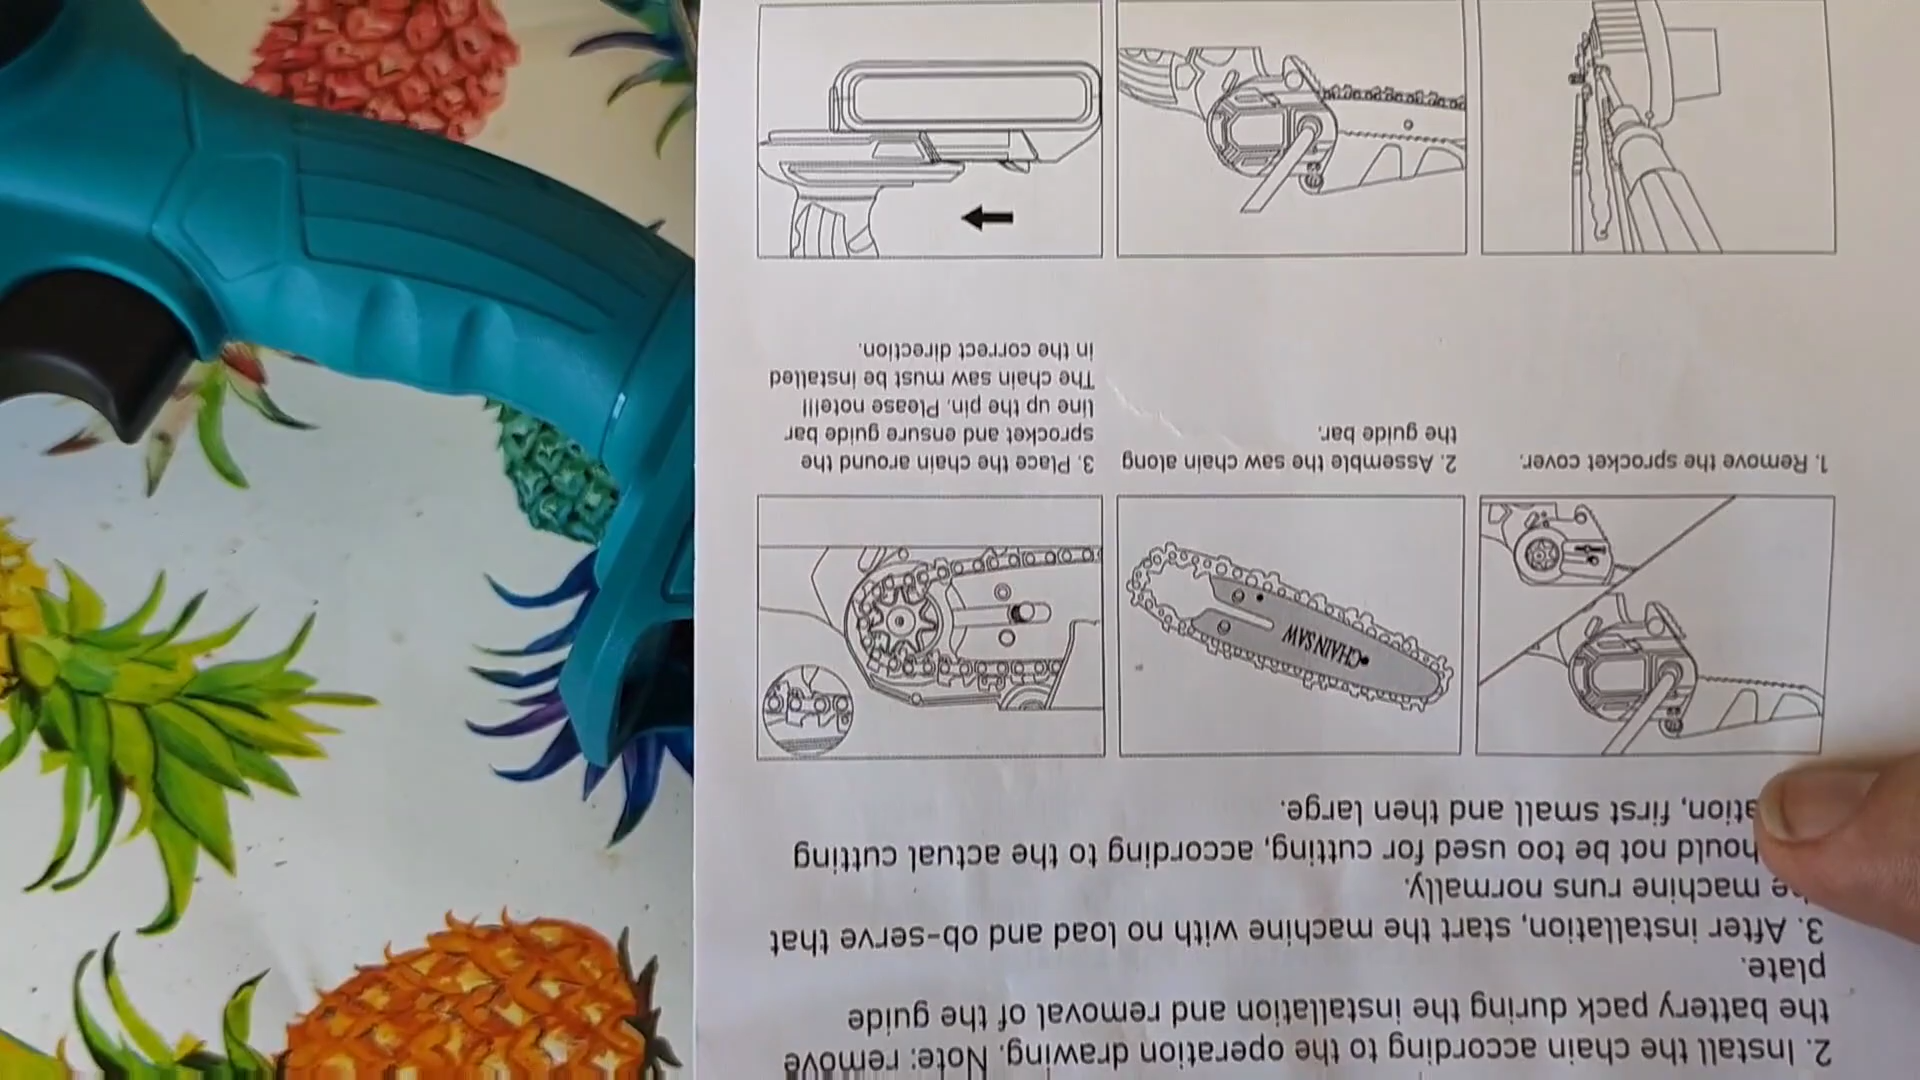 2. Install the chain according to the operation drawing. Note: remove
the battery pack during the installation and removal of the guide
plate.
3. After installation, start the machine with no load and ob-serve that
machine runs normally.
hould not be too used for cutting, according to the actual cutting
ation, first small and then large.
CHAINSAW
1. Remove the sprocket cover.
2. Assemble the saw chain along
the guide bar.
3. Place the chain around the
sprocket and ensure guide bar
line up the pin. Please note!!!
The chain saw must be installed
in the correct direction.